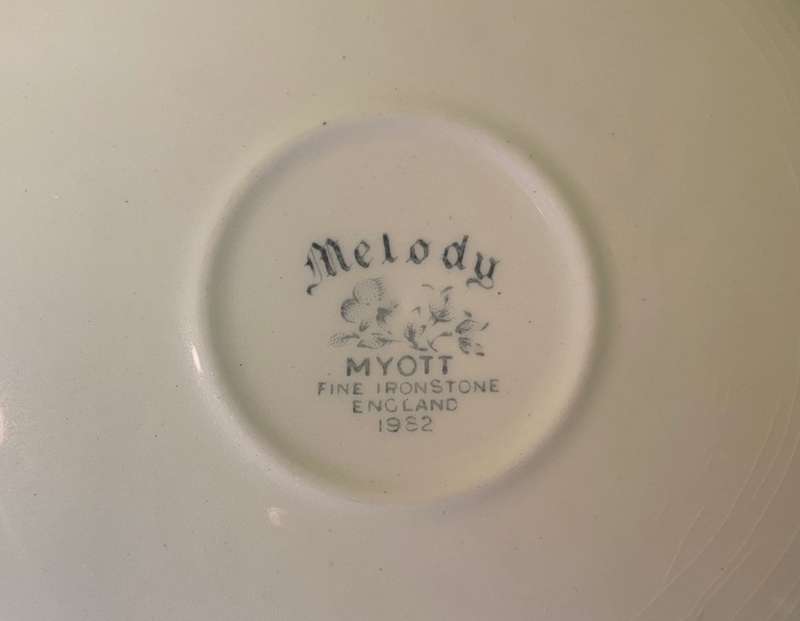 Melody
MYOTT
FINE IRONSTONE
ENGLAND
1982